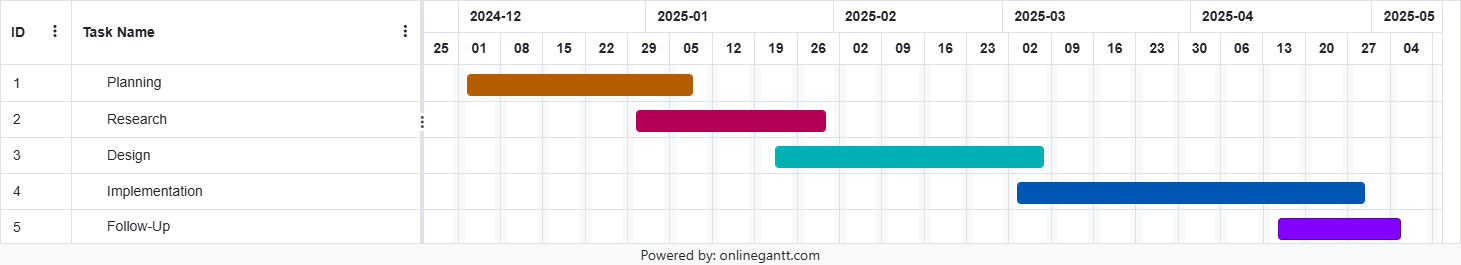 ID
Task Name
2024-12 2025-01 2025-02 2025-03 2025-04 2025-05
25 01 08 15 22 29 05 12 19 26 02 09 16 23 02 09 16 23 30 06 13 20 27 04
1 Planning
2 Research
3 Design
4 Implementation
5 Follow-Up
Powered by: onlinegantt.com